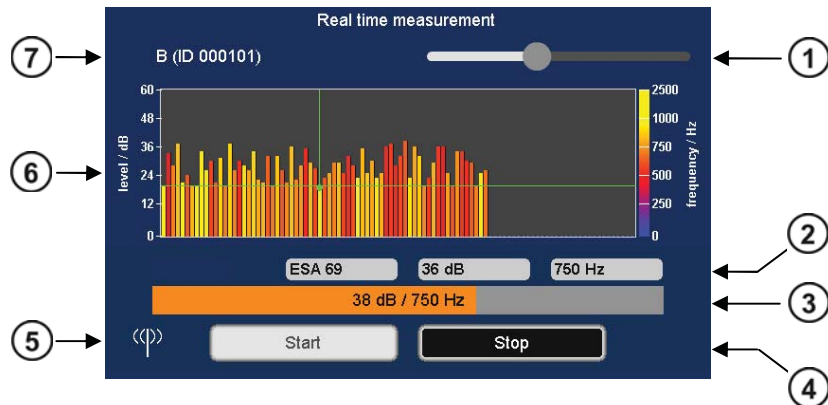 Real time measurement
7 B (ID 000101) 1
level / dB
60
48
36
24
12
0
2500
1000
750
500
250
0
frequency / Hz
6
2
ESA 69 36 dB 750 Hz
38 dB / 750 Hz 3
5 Start Stop
4